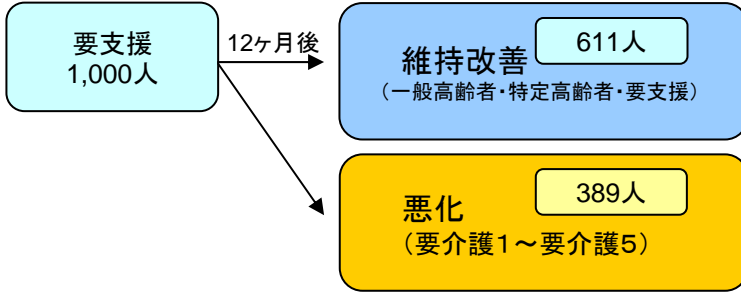 要支援
1,000人
12ヶ月後
611人
維持改善
（一般高齢者・特定高齢者・要支援）
389人
悪化
（要介護１～要介護５）